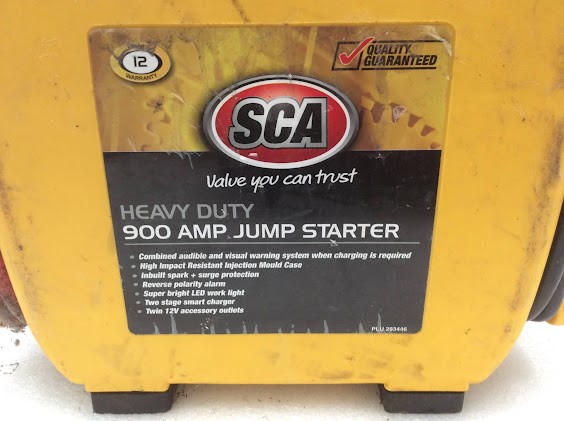 12
WARRANTY
QUALITY
GUARANTEED
SCA
Value you can trust
HEAVY DUTY
900 AMP JUMP STARTER
• Combined audible and visual warning system when charging is required
• High Impact Resistant Injection Mould Case
• Inbuilt spark + surge protection
• Reverse polarity alarm
• Super bright LED work light
• Two stage smart charger
• Twin 12V accessory outlets
PLU 293446